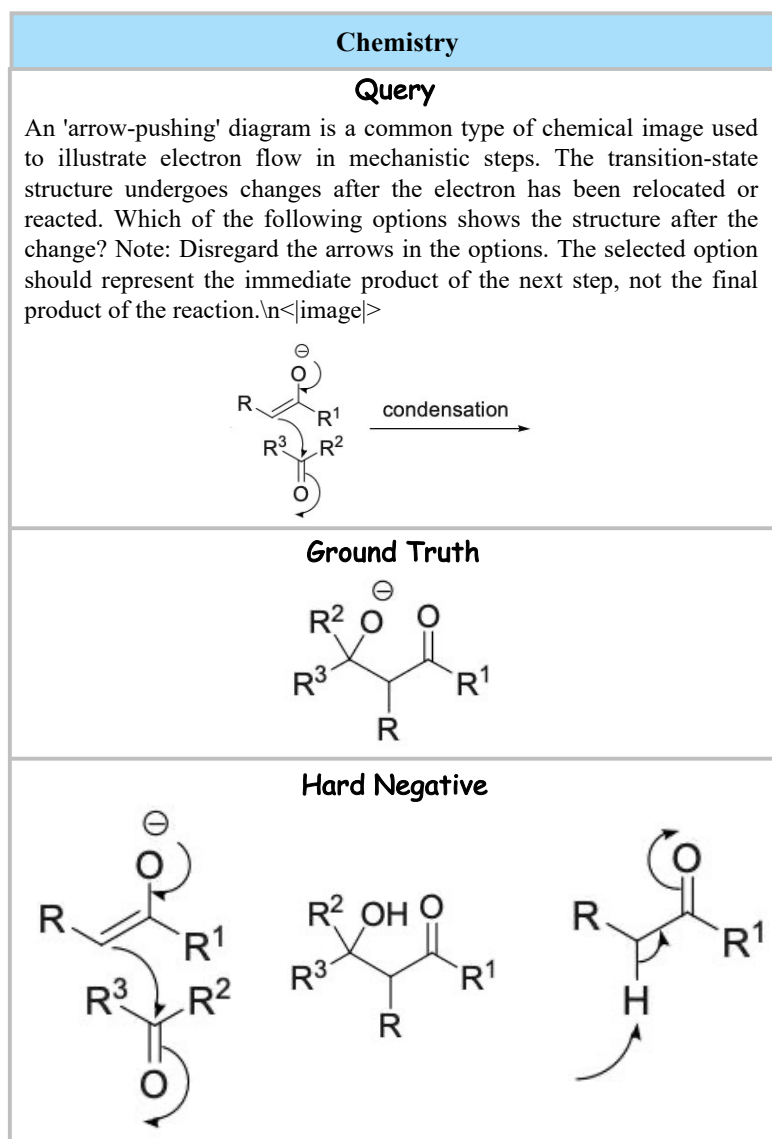 Chemistry
Query
An 'arrow-pushing' diagram is a common type of chemical image used
to illustrate electron flow in mechanistic steps. The transition-state
structure undergoes changes after the electron has been relocated or
reacted. Which of the following options shows the structure after the
change? Note: Disregard the arrows in the options. The selected option
should represent the immediate product of the next step, not the final
product of the reaction.\n<|image|>
⊖
O
R R¹
condensation
R³ R²
O
Ground Truth
⊖
R² O O
R³ R¹
R
Hard Negative
⊖
O
R R¹
R³ R²
O
R² OH O
R³ R¹
R
O
R R¹
H